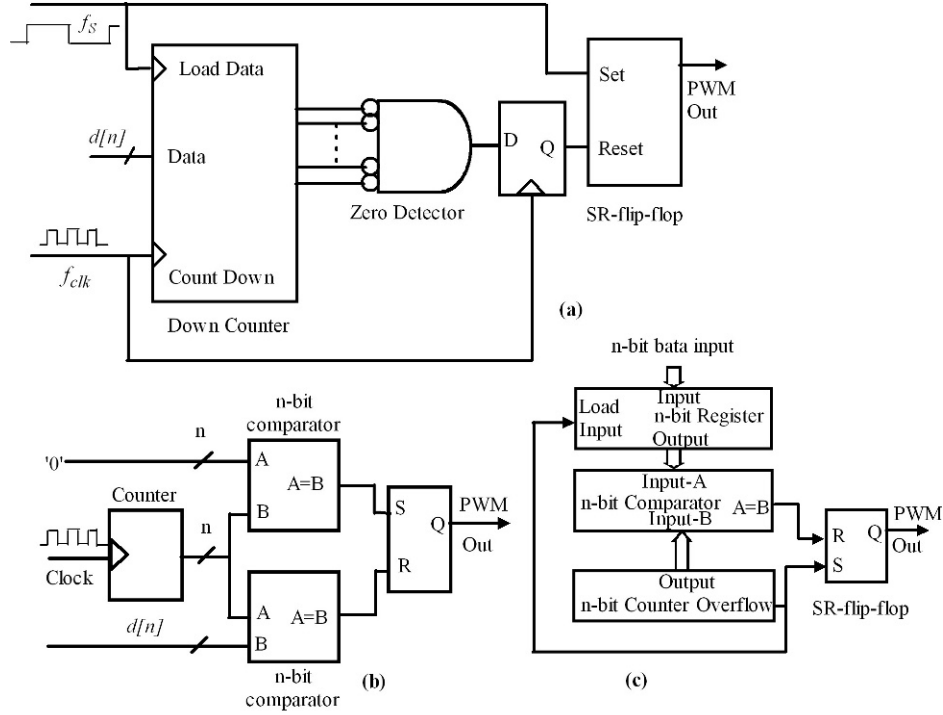 fS
Load Data
Set
PWM
Out
d[n]
Data
D
Q
Reset
Zero Detector
SR-flip-flop
fclk
Count Down
Down Counter
(a)
n-bit
comparator
n
'0'
A
A=B
B
Counter
n
Clock
S
Q
R
PWM
Out
A
A=B
B
d[n]
n-bit
comparator
(b)
n-bit bata input
Load
Input
Input
n-bit Register
Output
Input-A
n-bit Comparator
A=B
Input-B
Output
n-bit Counter Overflow
R
Q
S
PWM
Out
SR-flip-flop
(c)